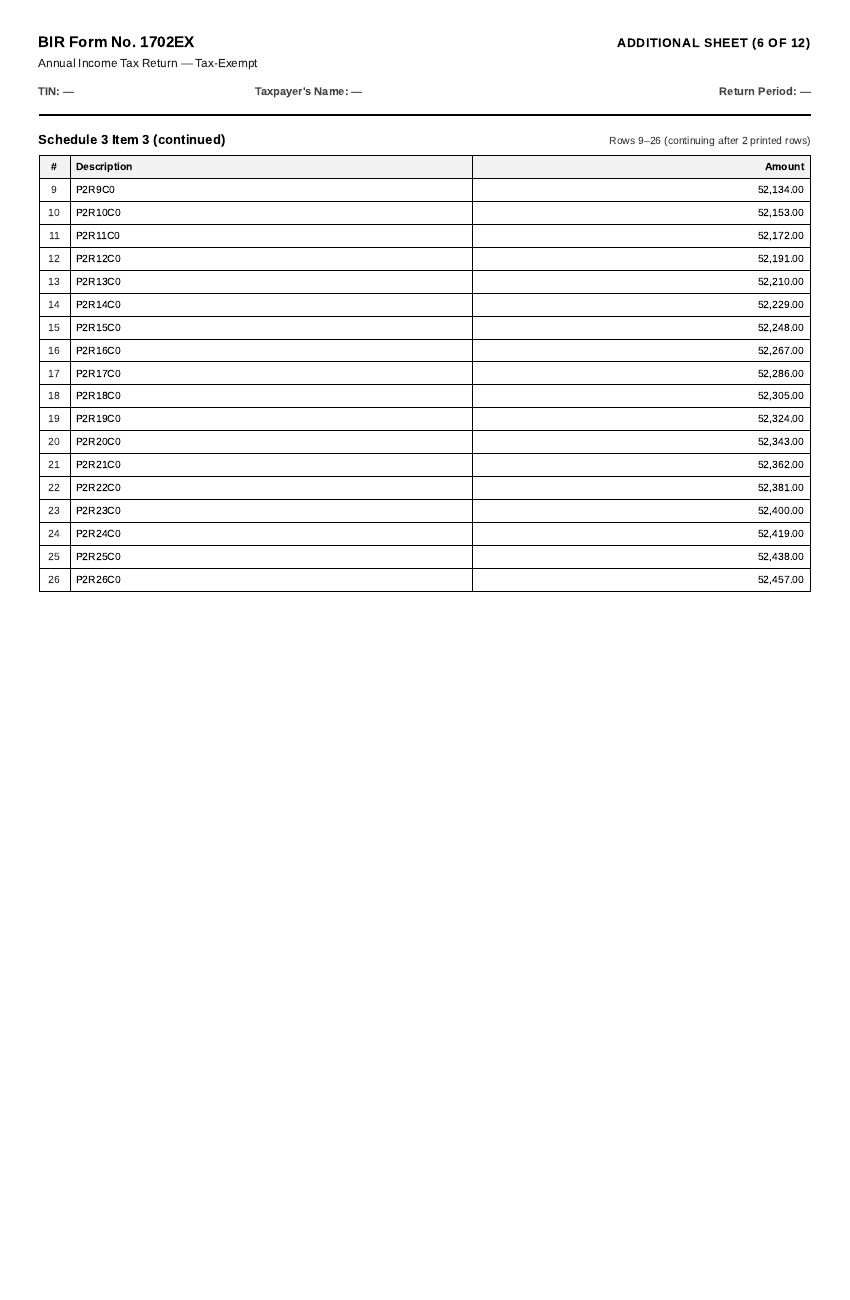 BIR Form No. 1702EX
ADDITIONAL SHEET (6 OF 12)
Annual Income Tax Return — Tax-Exempt
TIN: — Taxpayer's Name: — Return Period: —
Schedule 3 Item 3 (continued)
Rows 9–26 (continuing after 2 printed rows)
# Description Amount
9 P2R9C0 52,134.00
10 P2R10C0 52,153.00
11 P2R11C0 52,172.00
12 P2R12C0 52,191.00
13 P2R13C0 52,210.00
14 P2R14C0 52,229.00
15 P2R15C0 52,248.00
16 P2R16C0 52,267.00
17 P2R17C0 52,286.00
18 P2R18C0 52,305.00
19 P2R19C0 52,324.00
20 P2R20C0 52,343.00
21 P2R21C0 52,362.00
22 P2R22C0 52,381.00
23 P2R23C0 52,400.00
24 P2R24C0 52,419.00
25 P2R25C0 52,438.00
26 P2R26C0 52,457.00